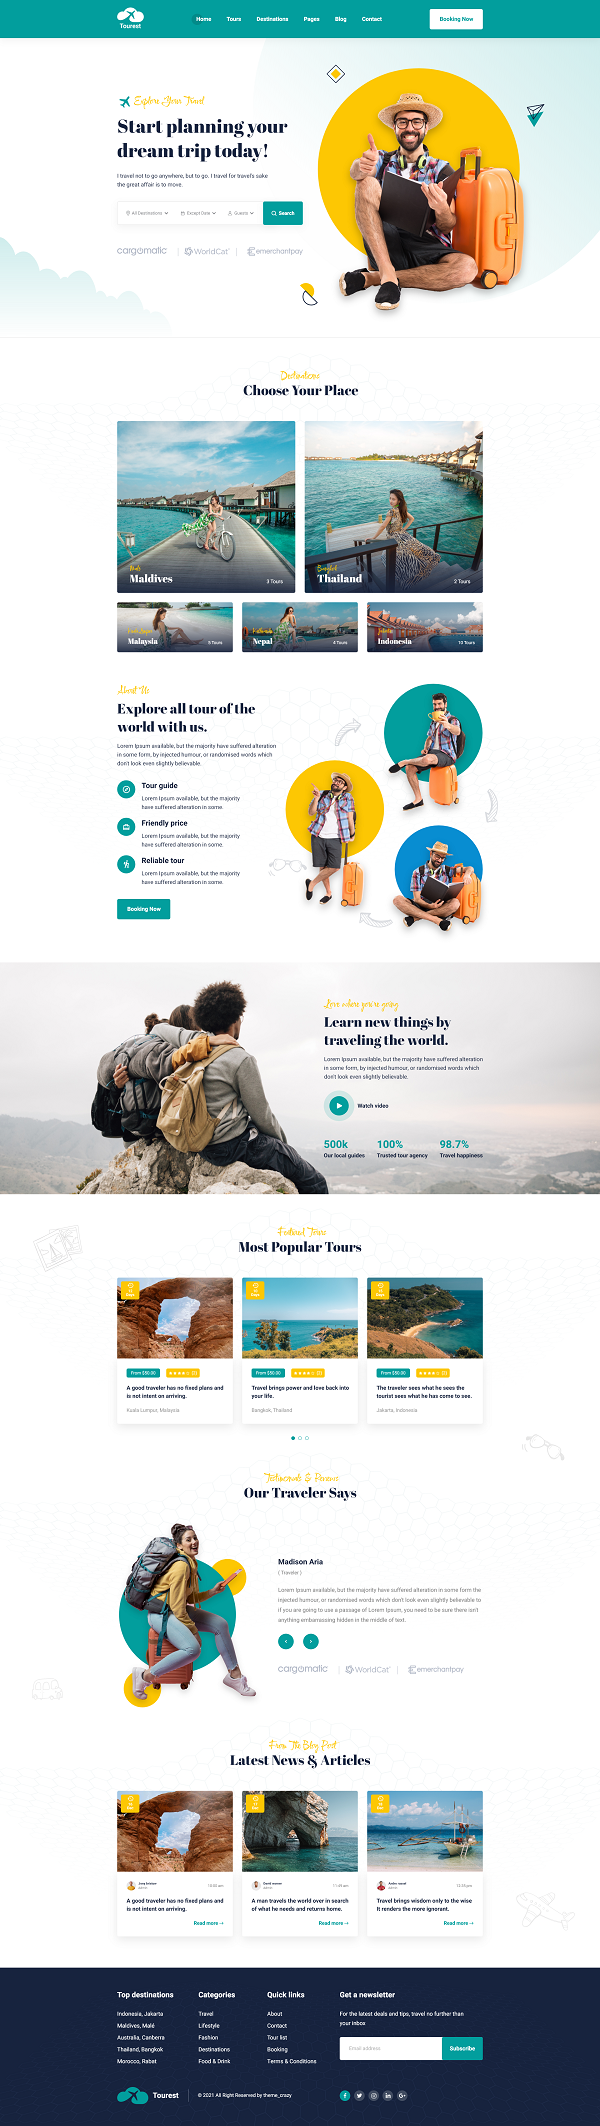 Tourest
Home Tours Destinations Pages Blog Contact
Booking Now
Explore Your Travel
Start planning your
dream trip today!
I travel not to go anywhere, but to go. I travel for travel's sake
the great affair is to move.
All Destinations Except Date Guests Search
cargomatic WorldCat emerchantpay
Destinations
Choose Your Place
Maldives 3 Tours
Bangkok
Thailand 2 Tours
Malaysia 5 Tours
Nepal 4 Tours
Indonesia 10 Tours
About Us
Explore all tour of the
world with us.
Lorem Ipsum available, but the majority have suffered alteration
in some form, by injected humour, or randomised words which
don't look even slightly believable.
Tour guide
Lorem Ipsum available, but the majority
have suffered alteration in some.
Friendly price
Lorem Ipsum available, but the majority
have suffered alteration in some.
Reliable tour
Lorem Ipsum available, but the majority
have suffered alteration in some.
Booking Now
Love where you're going
Learn new things by
traveling the world.
Lorem Ipsum available, but the majority have suffered alteration
in some form, by injected humour, or randomised words which
don't look even slightly believable.
Watch video
500k 100% 98.7%
Our local guides Trusted tour agency Travel happiness
Featured Tours
Most Popular Tours
Days Days Days
From $50.00 From $50.00 From $50.00
A good traveler has no fixed plans and
is not intent on arriving.
Kuala Lumpur, Malaysia
Travel brings power and love back into
your life.
Bangkok, Thailand
The traveler sees what he sees the
tourist sees what he has come to see.
Jakarta, Indonesia
Testimonials & Reviews
Our Traveler Says
Madison Aria
( Traveler )
Lorem Ipsum available, but the majority have suffered alteration in some form, by
injected humour, or randomised words which don't look even slightly believable to
if you are going to use a passage of Lorem Ipsum, you need to be sure there isn't
anything embarrassing hidden in the middle of text.
cargomatic WorldCat emerchantpay
From The Blog Post
Latest News & Articles
A good traveler has no fixed plans and
is not intent on arriving.
Read more
A man travels the world over in search
of what he needs and returns home.
Read more
Travel brings wisdom only to the wise
It renders the more ignorant.
Read more
Top destinations
Indonesia, Jakarta
Maldives, Malé
Australia, Canberra
Thailand, Bangkok
Morocco, Rabat
Categories
Travel
Lifestyle
Fashion
Destinations
Food & Drink
Quick links
About
Contact
Tour list
Booking
Terms & Conditions
Get a newsletter
For the latest deals and tips, travel no further than
your inbox
Email address Subscribe
Tourest
© 2021 All Right Reserved by theme_crazy